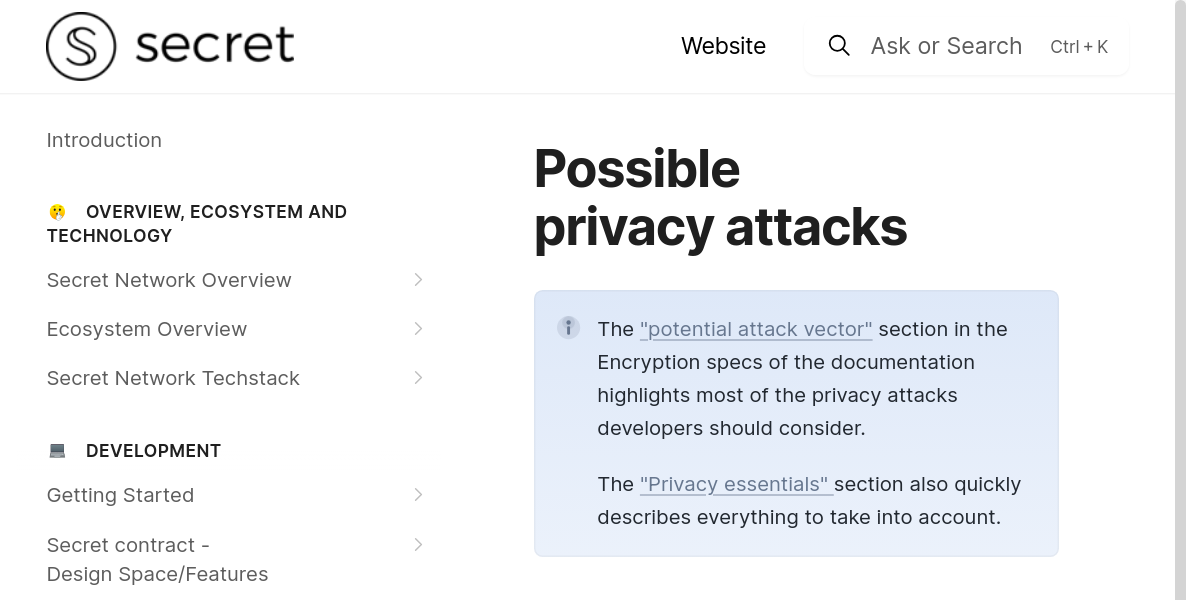 secret
Website
Ask or Search
Ctrl + K
Introduction
OVERVIEW, ECOSYSTEM AND
TECHNOLOGY
Secret Network Overview
Ecosystem Overview
Secret Network Techstack
DEVELOPMENT
Getting Started
Secret contract -
Design Space/Features
Possible
privacy attacks
The "potential attack vector" section in the
Encryption specs of the documentation
highlights most of the privacy attacks
developers should consider.
The "Privacy essentials" section also quickly
describes everything to take into account.